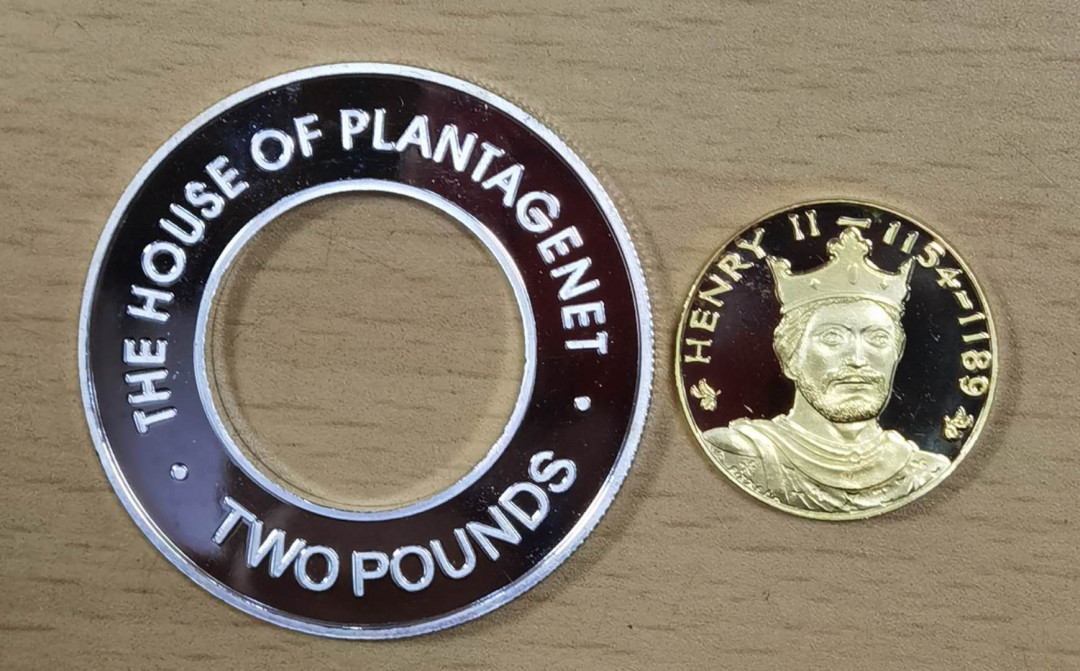 THE HOUSE OF PLANTAGENET
• TWO POUNDS •
HENRY II – 1154–1189